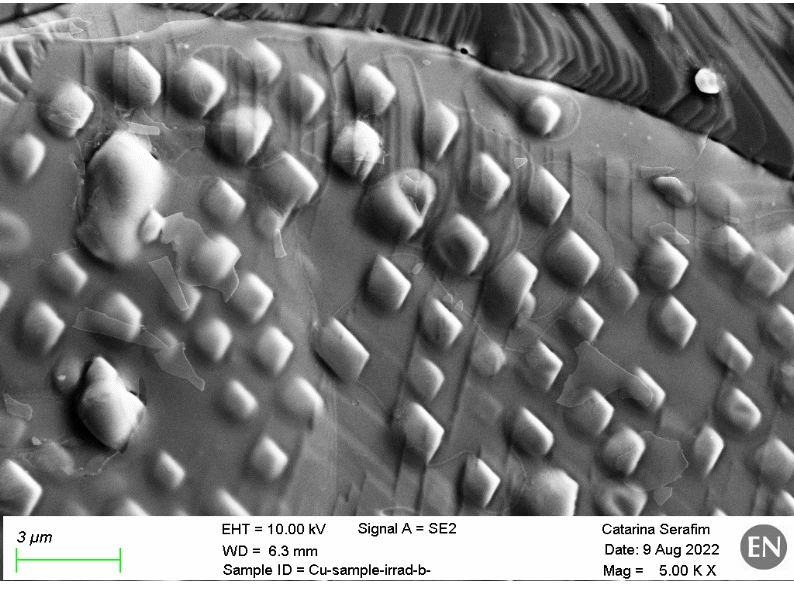 3 µm
EHT = 10.00 kV Signal A = SE2
WD = 6.3 mm
Sample ID = Cu-sample-irrad-b-
Catarina Serafim
Date: 9 Aug 2022
Mag = 5.00 K X
EN